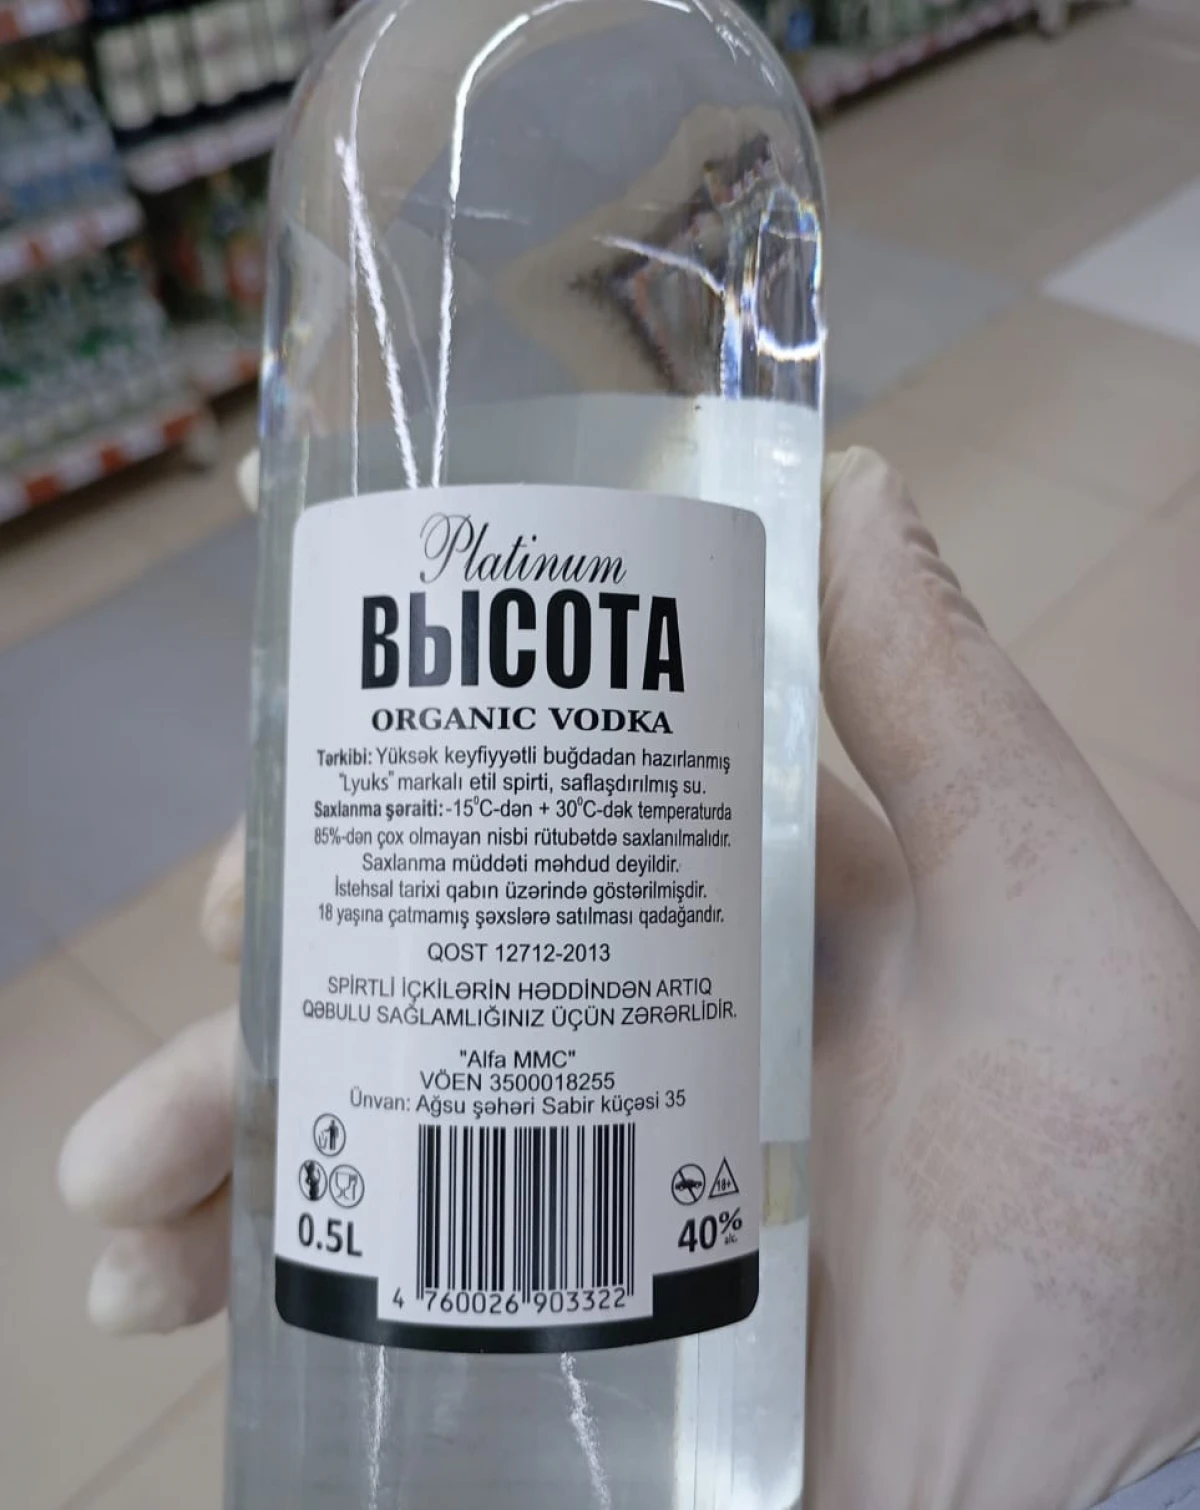 Platinum
ВЫСОТА
ORGANIC VODKA
Tərkibi: Yüksək keyfiyyətli buğdadan hazırlanmış
"Lyuks" markalı etil spirti, saflaşdırılmış su.
Saxlanma şəraiti: -15⁰C-dən + 30⁰C-dək temperaturda
85%-dən çox olmayan nisbi rütubətdə saxlanılmalıdır.
Saxlanma müddəti məhdud deyildir.
İstehsal tarixi qabın üzərində göstərilmişdir.
18 yaşına çatmamış şəxslərə satılması qadağandır.
QOST 12712-2013
SPİRTLİ İÇKİLƏRİN HƏDDİNDƏN ARTIQ
QƏBULU SAĞLAMLIĞINIZ ÜÇÜN ZƏRƏRLİDİR.
"Alfa MMC"
VÖEN 3500018255
Ünvan: Ağsu şəhəri Sabir küçəsi 35
18+
0.5L
40% alc.
4 760026 903322